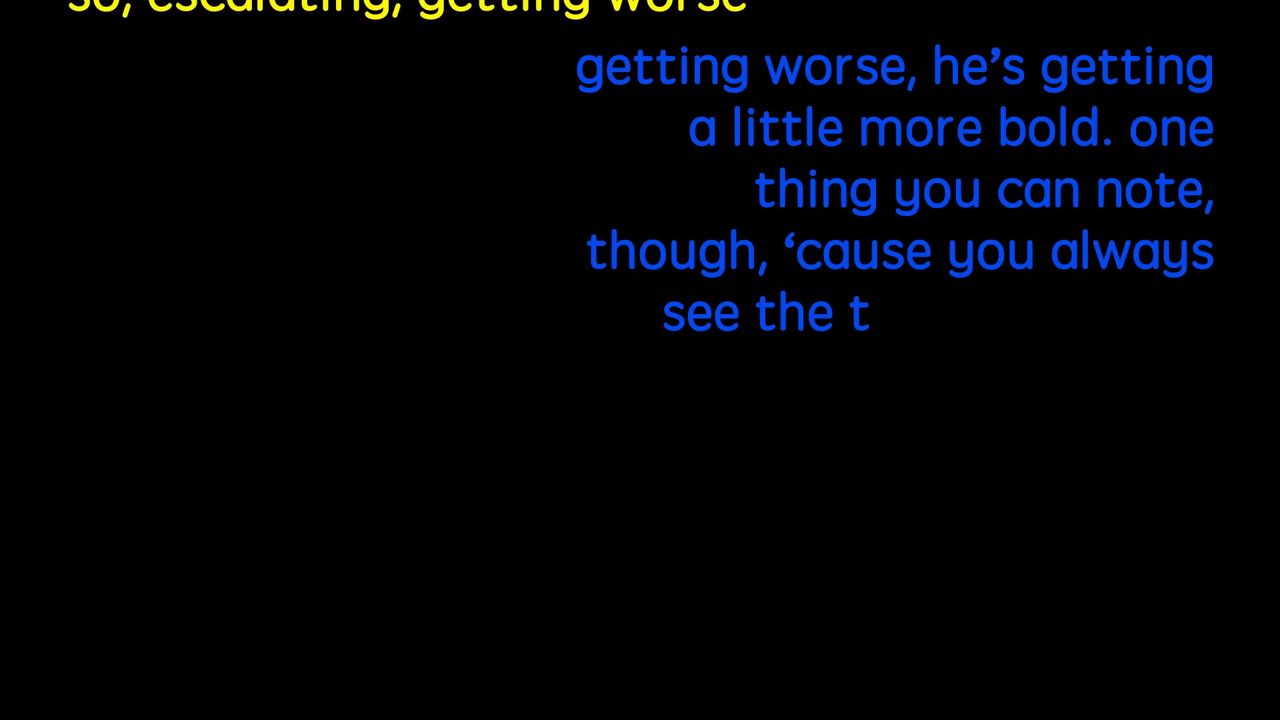 so, escalating, getting worse
getting worse, he’s getting
a little more bold. one
thing you can note,
though, ‘cause you always
see the t